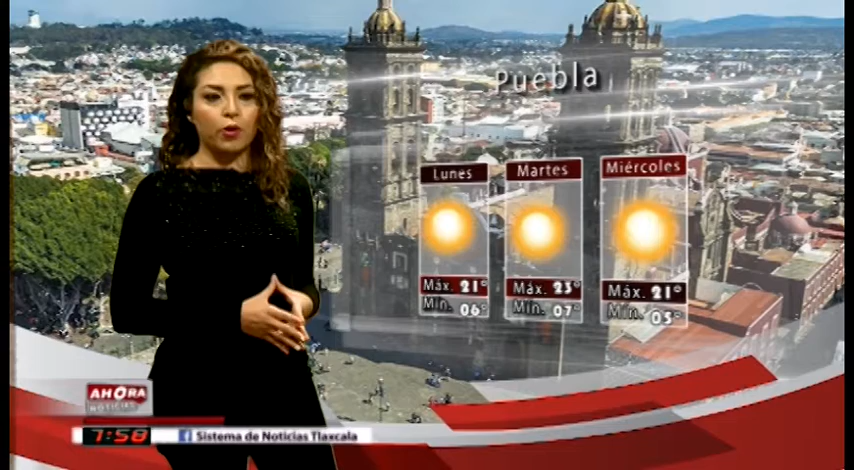 Puebla
Lunes
Martes
Miércoles
Máx. 21°
Mín. 06°
Máx. 23°
Mín. 07°
Máx. 21°
Mín. 05°
AHORA
NOTICIAS
7:58
Sistema de Noticias Tlaxcala